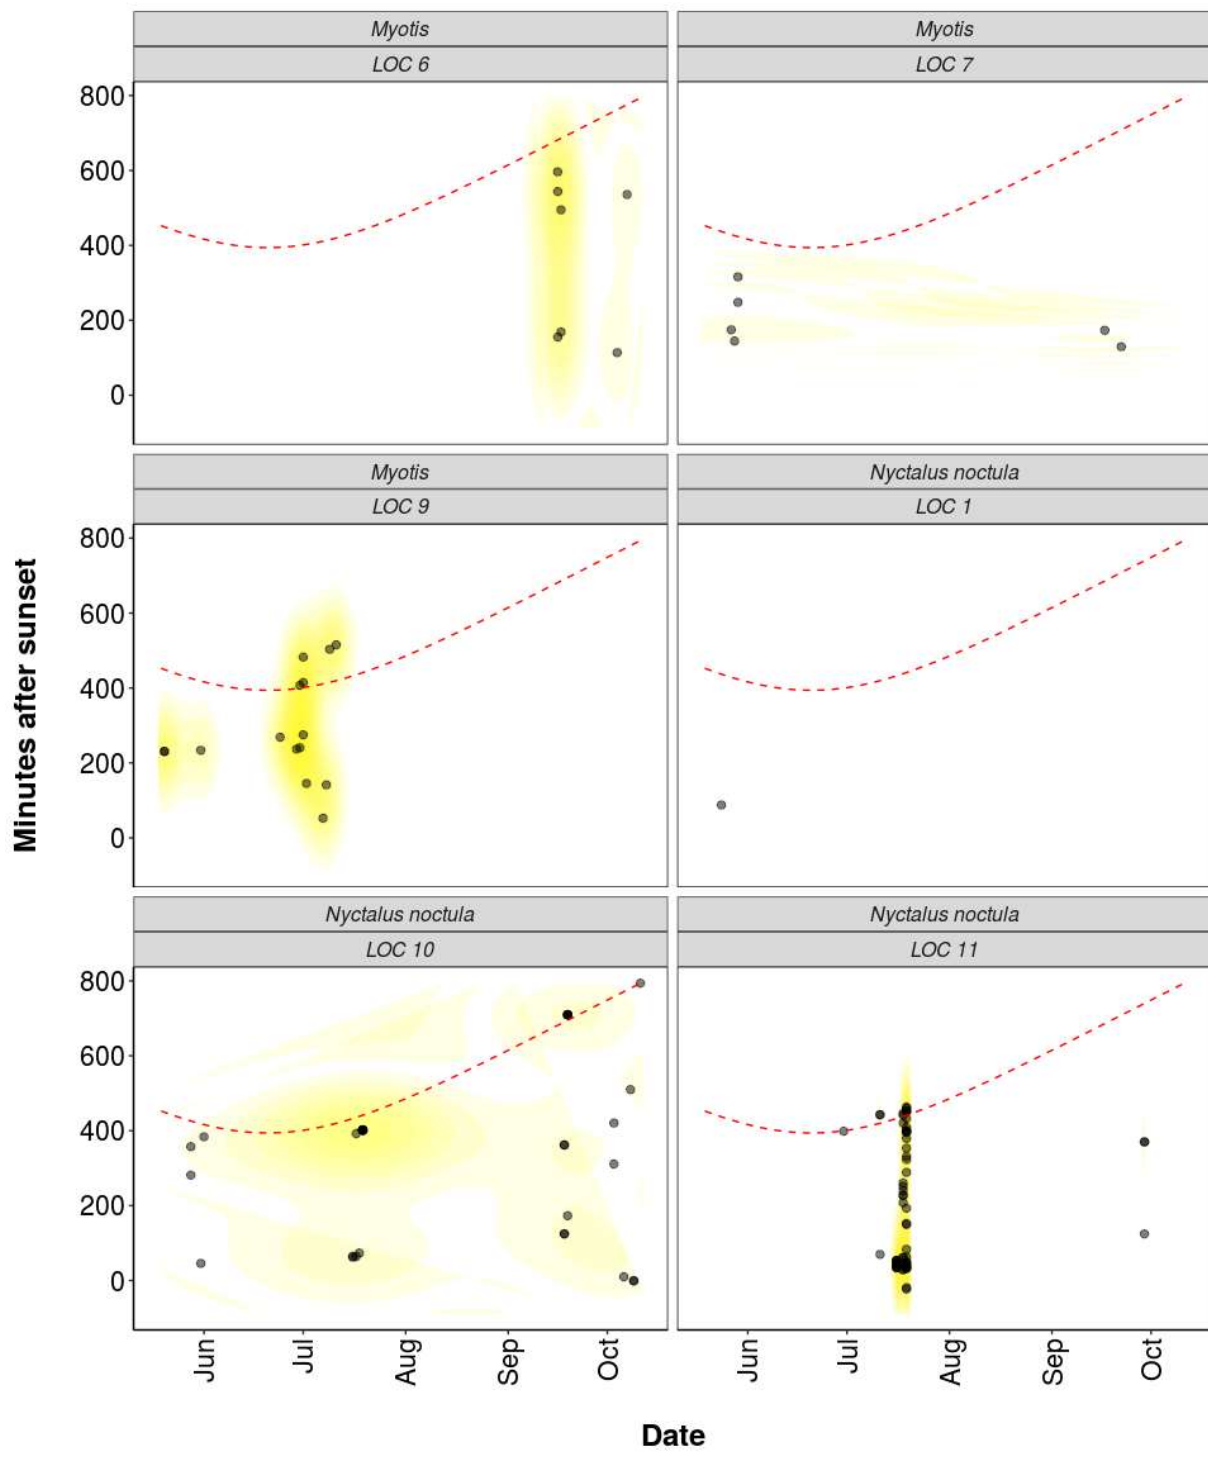 Myotis
Myotis
LOC 6
LOC 7
800
600
400
200
0
Myotis
Nyctalus noctula
LOC 9
LOC 1
800
600
400
200
0
Nyctalus noctula
Nyctalus noctula
LOC 10
LOC 11
800
600
400
200
0
Minutes after sunset
Jun
Jul
Aug
Sep
Oct
Jun
Jul
Aug
Sep
Oct
Date